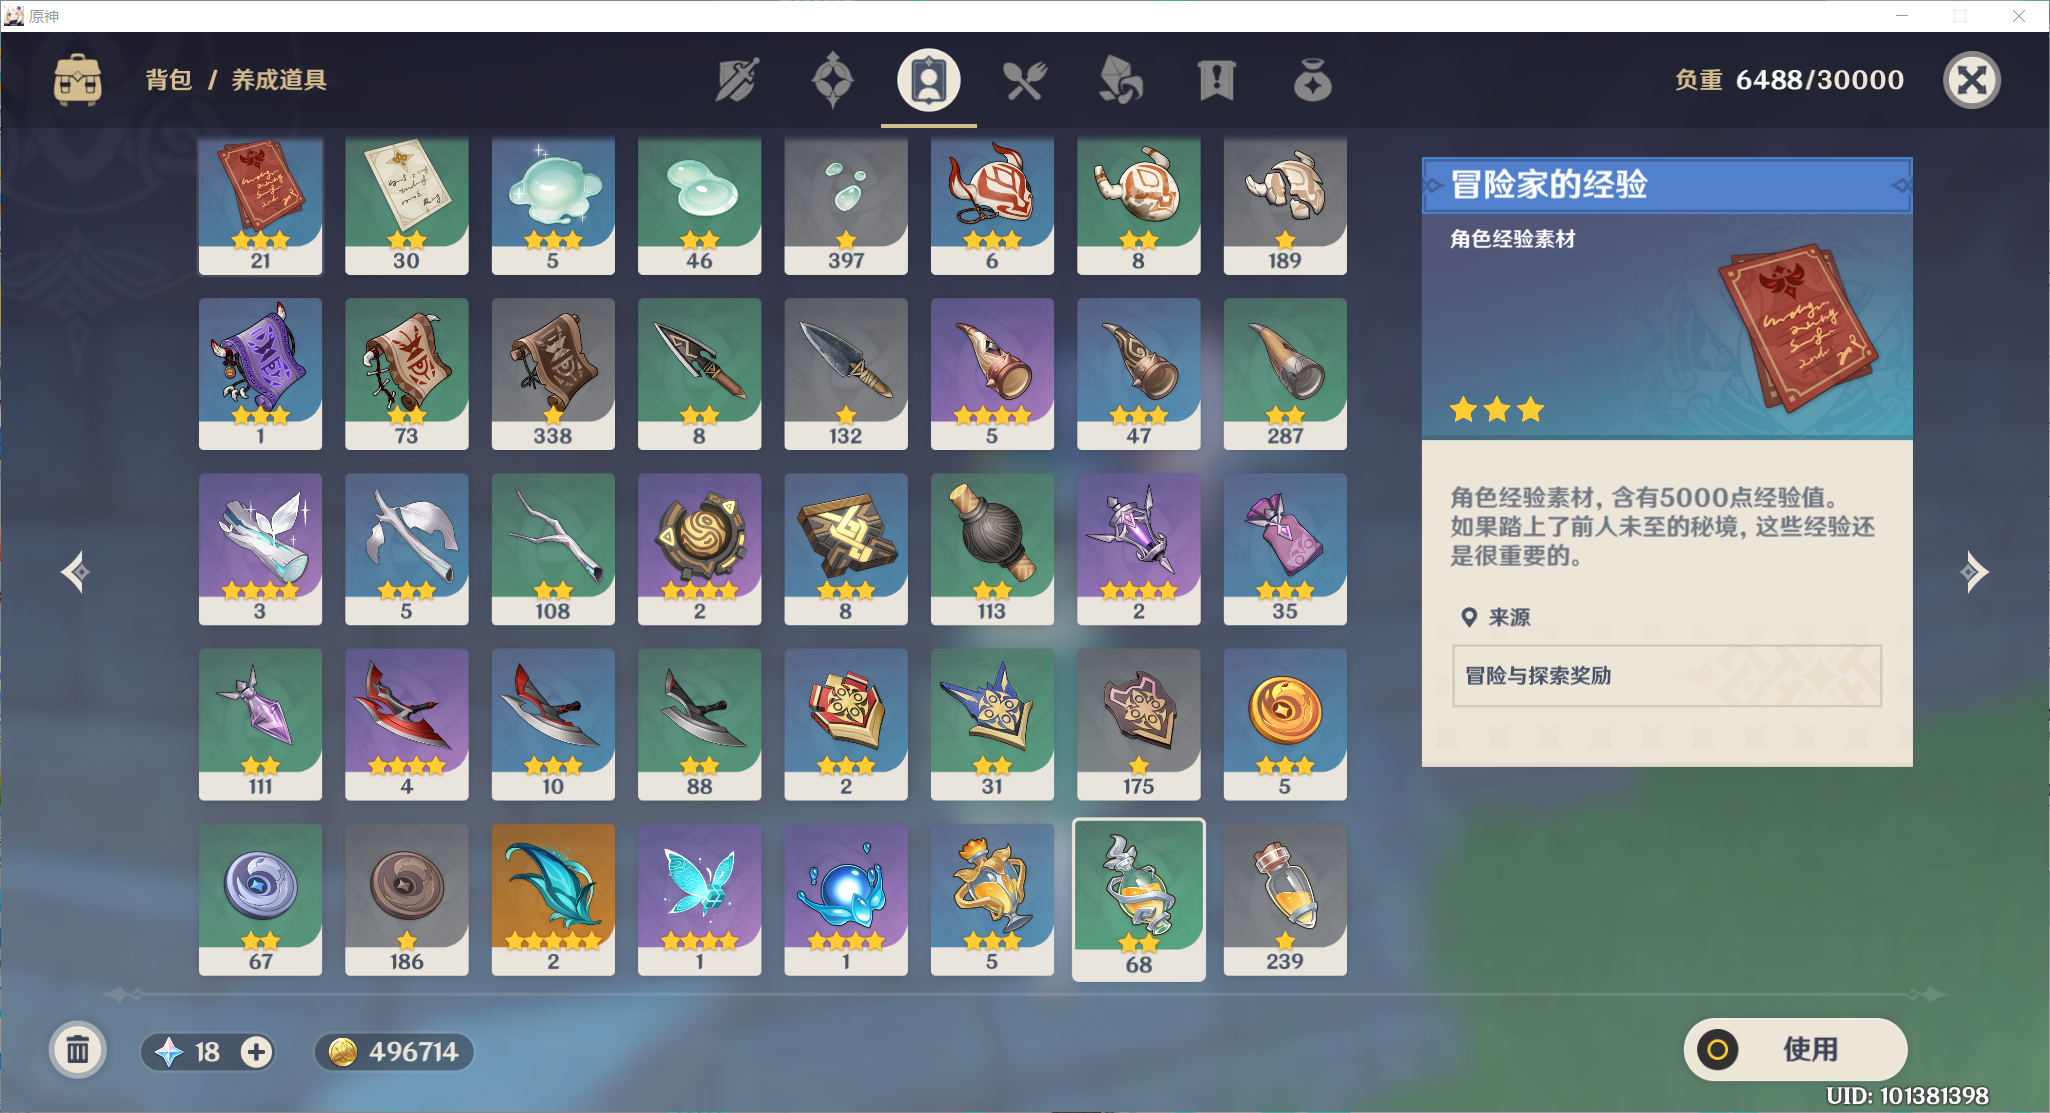 原神
背包 / 养成道具
负重 6488/30000
21 30 5 46 397 6 8 189
1 73 338 8 132 5 47 287
3 5 108 2 8 113 2 35
111 4 10 88 2 31 175 5
67 186 2 1 1 5 68 239
冒险家的经验
角色经验素材
角色经验素材，含有5000点经验值。
如果踏上了前人未至的秘境，这些经验还
是很重要的。
来源
冒险与探索奖励
18
496714
使用
UID: 101381398